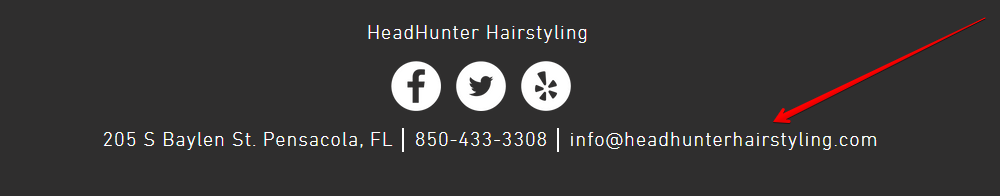 HeadHunter Hairstyling
205 S Baylen St. Pensacola, FL | 850-433-3308 | info@headhunterhairstyling.com